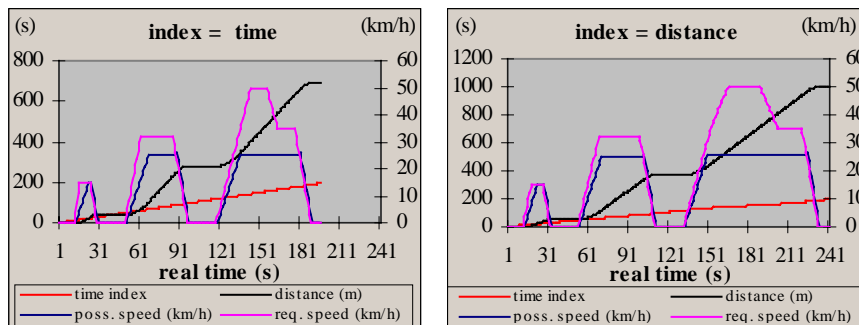 (s)
index = time
(km/h)
800
600
400
200
0
60
50
40
30
20
10
0
1 31 61 91 121 151 181 211 241
real time (s)
time index
distance (m)
poss. speed (km/h)
req. speed (km/h)
(s)
index = distance
(km/h)
1200
1000
800
600
400
200
0
60
50
40
30
20
10
0
1 31 61 91 121 151 181 211 241
real time (s)
time index
distance (m)
poss. speed (km/h)
req. speed (km/h)